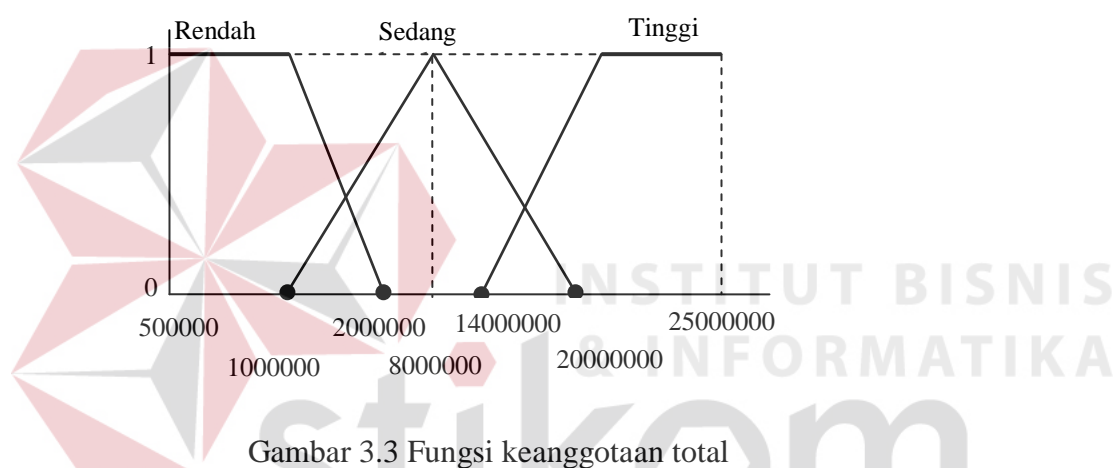 Rendah Sedang Tinggi
1
0
500000 2000000 14000000 25000000
1000000 8000000 20000000
INSTITUT BISNIS
& INFORMATIKA
stikom
Gambar 3.3 Fungsi keanggotaan total